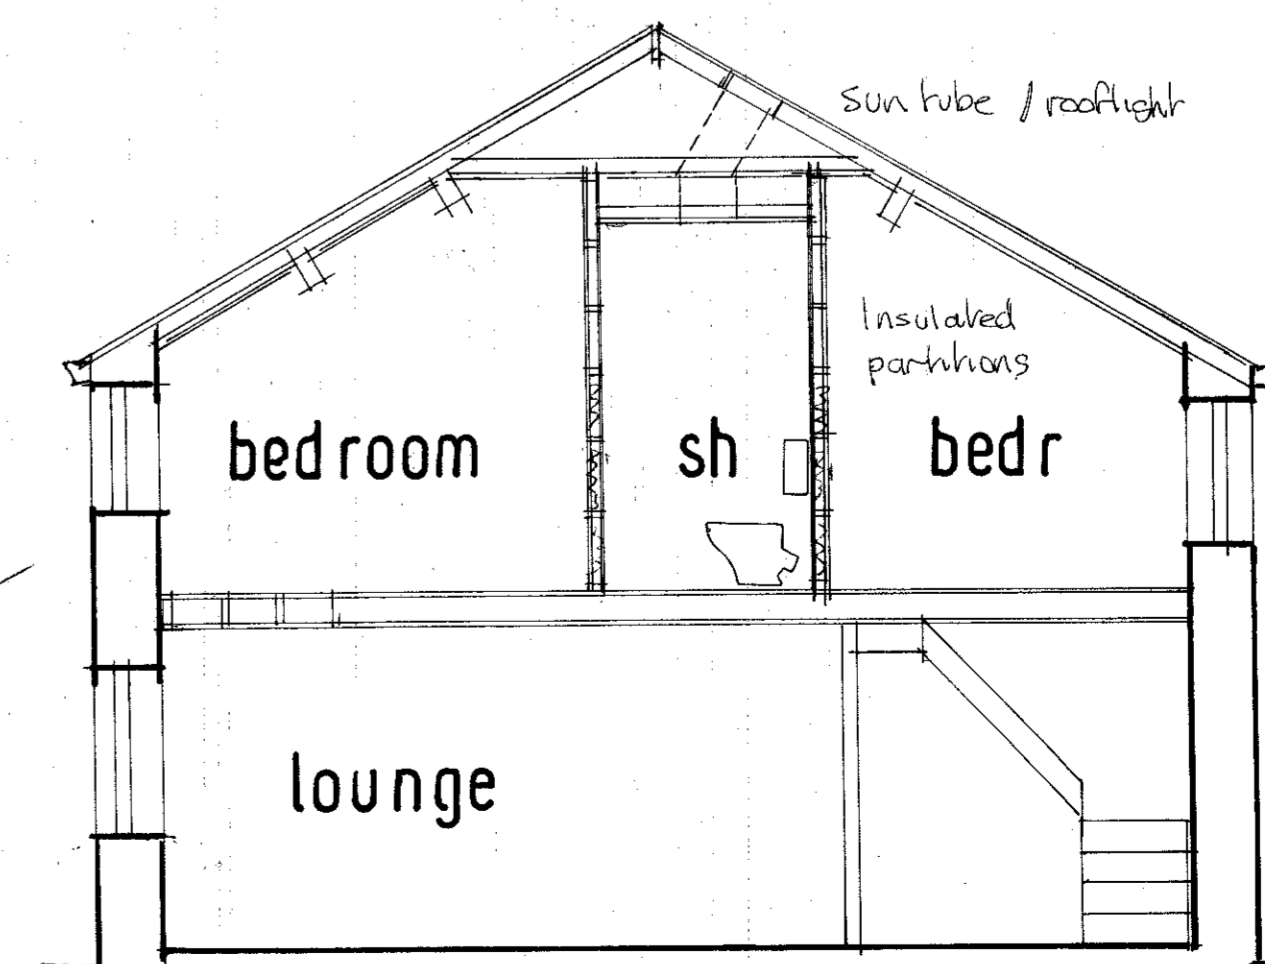 sun tube / rooflight
Insulated
partitions
bedroom
sh
bedr
lounge